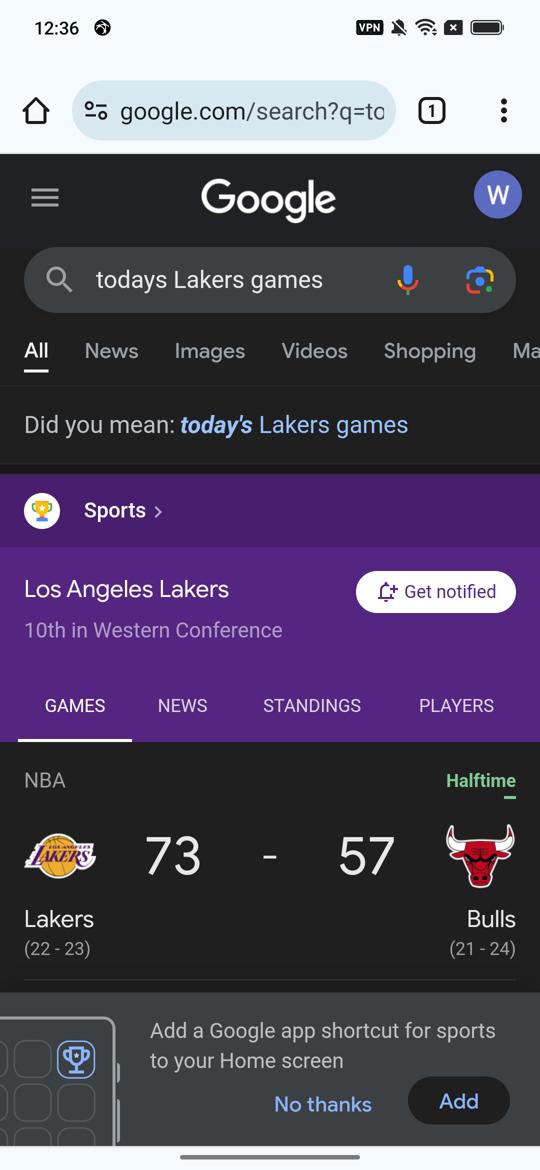 12:36
VPN
google.com/search?q=to
1
Google
W
todays Lakers games
All News Images Videos Shopping Ma
Did you mean: today's Lakers games
Sports
Los Angeles Lakers
Get notified
10th in Western Conference
GAMES NEWS STANDINGS PLAYERS
NBA
Halftime
LOS ANGELES
LAKERS
73 - 57
Lakers
Bulls
(22 - 23)
(21 - 24)
Add a Google app shortcut for sports
to your Home screen
No thanks
Add